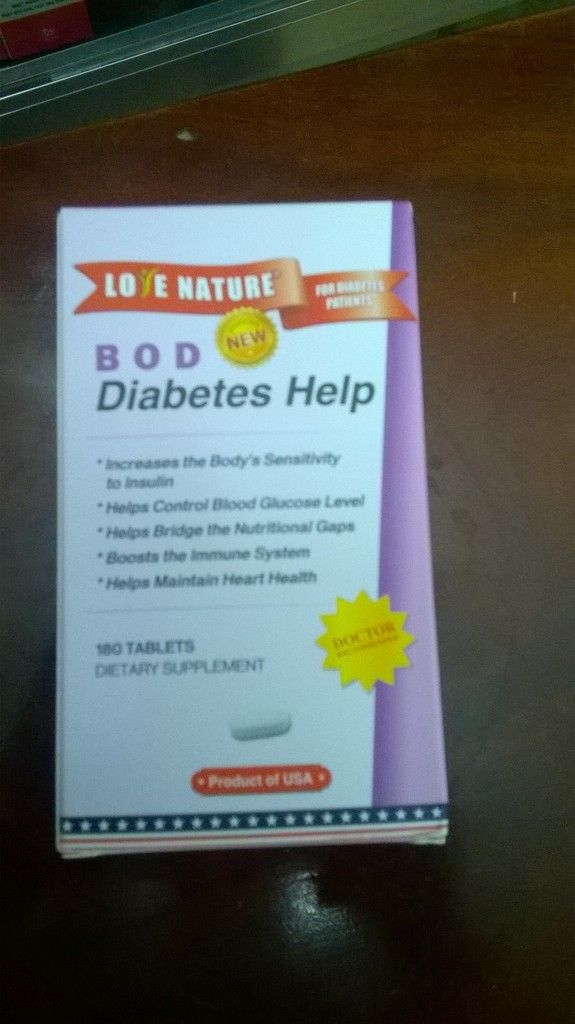 LOVE NATURE
FOR DIABETES
PATIENTS
NEW
BOD
Diabetes Help
* Increases the Body's Sensitivity
to Insulin
* Helps Control Blood Glucose Level
* Helps Bridge the Nutritional Gaps
* Boosts the Immune System
* Helps Maintain Heart Health
180 TABLETS
DIETARY SUPPLEMENT
DOCTOR
RECOMMENDED
* Product of USA *